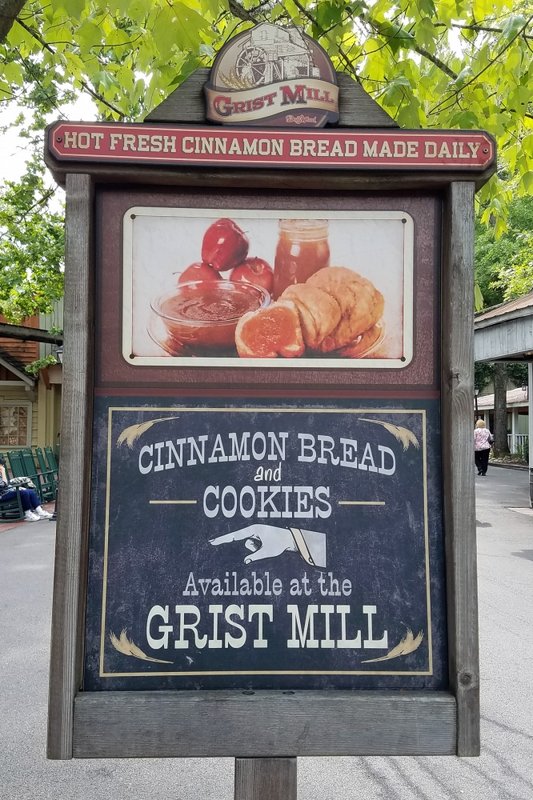 GRIST MILL
HOT FRESH CINNAMON BREAD MADE DAILY
CINNAMON BREAD
and
COOKIES
Available at the
GRIST MILL